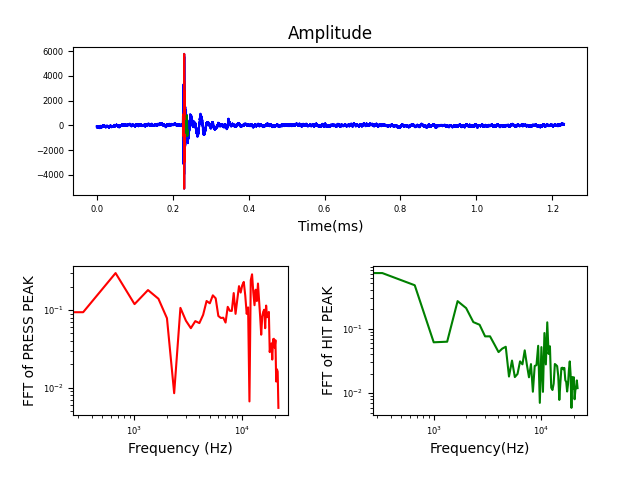 Amplitude
6000
4000
2000
0
−2000
−4000
0.0 0.2 0.4 0.6 0.8 1.0 1.2
Time(ms)
FFT of PRESS PEAK
10⁻¹
10⁻²
10³ 10⁴
Frequency (Hz)
FFT of HIT PEAK
10⁻¹
10⁻²
10³ 10⁴
Frequency(Hz)